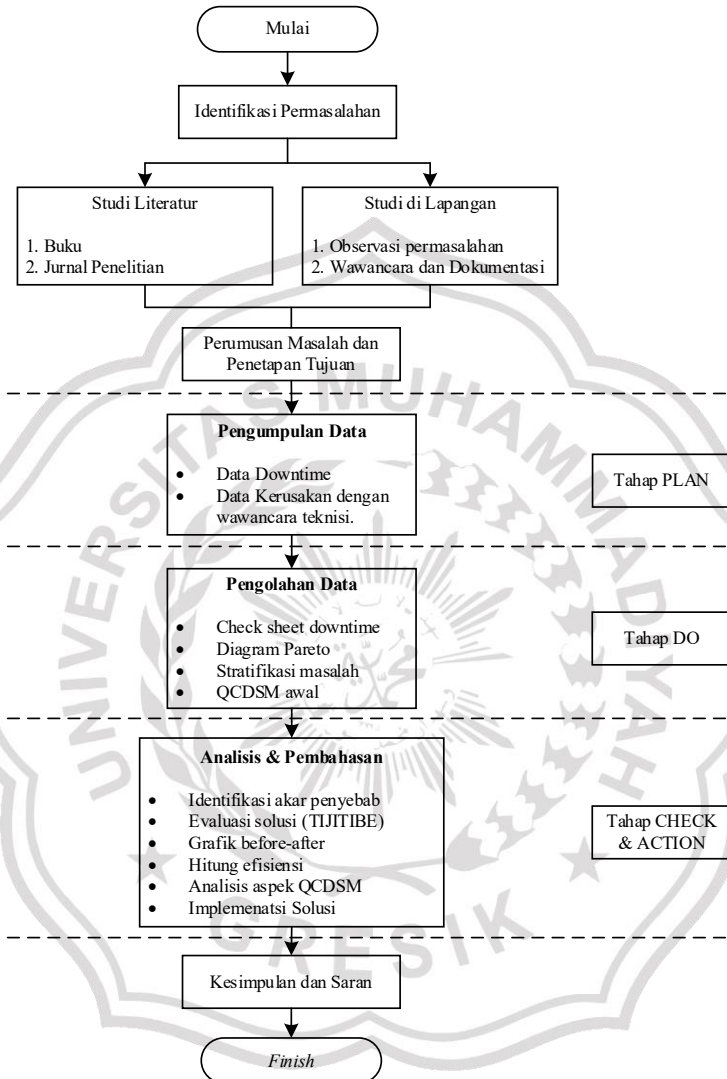 Mulai
Identifikasi Permasalahan
Studi Literatur
1. Buku
2. Jurnal Penelitian
Studi di Lapangan
1. Observasi permasalahan
2. Wawancara dan Dokumentasi
Perumusan Masalah dan
Penetapan Tujuan
Pengumpulan Data
• Data Downtime
• Data Kerusakan dengan
wawancara teknisi.
Tahap PLAN
Pengolahan Data
• Check sheet downtime
• Diagram Pareto
• Stratifikasi masalah
• QCDSM awal
Tahap DO
Analisis & Pembahasan
• Identifikasi akar penyebab
• Evaluasi solusi (TIJITIBE)
• Grafik before-after
• Hitung efisiensi
• Analisis aspek QCDSM
• Implemenatsi Solusi
Tahap CHECK
& ACTION
Kesimpulan dan Saran
Finish
UNIVERSITAS MUHAMMADIYAH
GRESIK